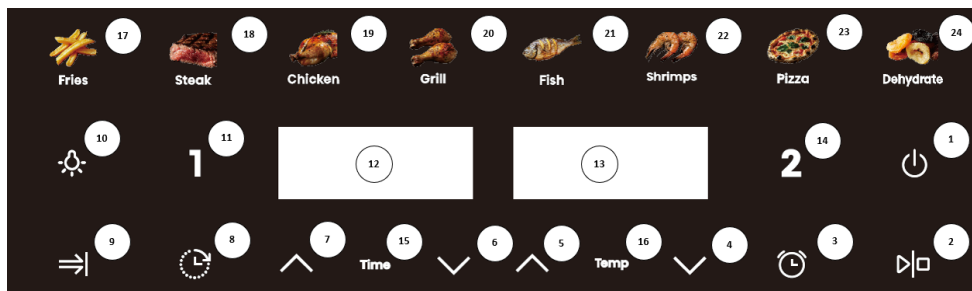 17 18 19 20 21 22 23 24
Fries Steak Chicken Grill Fish Shrimps Pizza Dehydrate
10 11 12 13 14 1
1 2
9 8 7 15 6 5 16 4 3 2
Time Temp